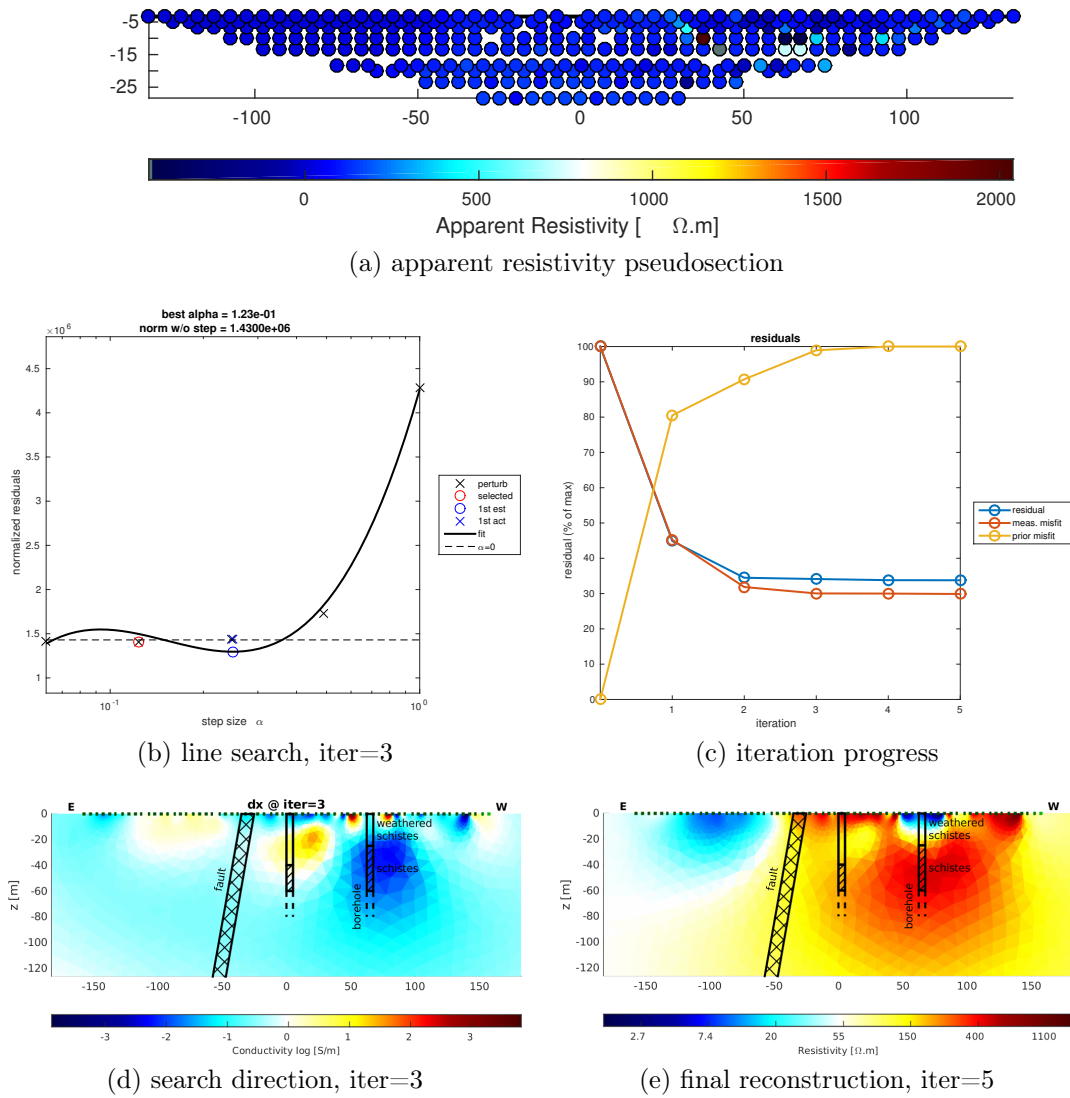 -5
-15
-25
-100 -50 0 50 100
0 500 1000 1500 2000
Apparent Resistivity [ Ω.m]
(a) apparent resistivity pseudosection
best alpha = 1.23e-01
norm w/o step = 1.4300e+06
×10 6
4.5
4
3.5
3
2.5
2
1.5
1
normalized residuals
10-1 100
step size α
perturb
selected
1st est
1st act
fit
α=0
(b) line search, iter=3
residuals
100
90
80
70
60
50
40
30
20
10
0
residual (% of max)
1 2 3 4 5
iteration
residual
meas. misfit
prior misfit
(c) iteration progress
E dx @ iter=3 W
0
-20
-40
-60
-80
-100
-120
z [m]
weathered
schistes
schistes
fault
borehole
-150 -100 -50 0 50 100 150
-3 -2 -1 0 1 2 3
Conductivity log [S/m]
(d) search direction, iter=3
E W
0
-20
-40
-60
-80
-100
-120
z [m]
weathered
schistes
schistes
fault
borehole
-150 -100 -50 0 50 100 150
2.7 7.4 20 55 150 400 1100
Resistivity [Ω.m]
(e) final reconstruction, iter=5